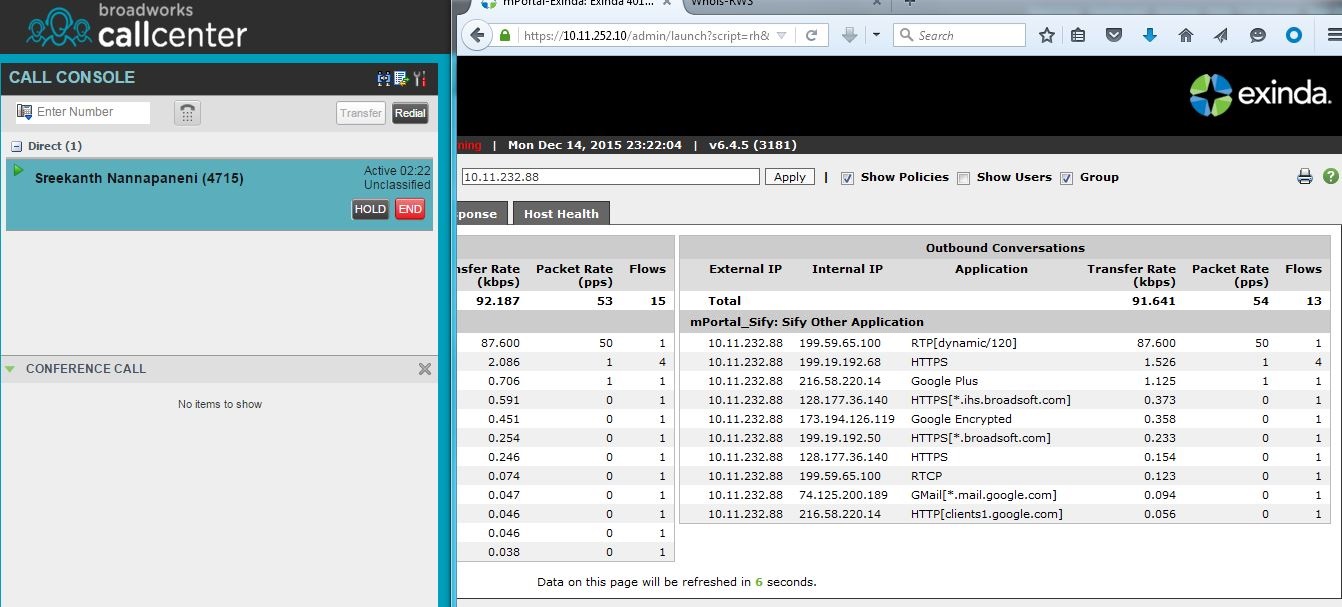 broadworks
callcenter
CALL CONSOLE
Enter Number
Transfer
Redial
Direct (1)
Sreekanth Nannapaneni (4715)
Active 02:22
Unclassified
HOLD
END
CONFERENCE CALL
No items to show
mPortal-Exinda: Exinda 401...
WhoIs-RWS
https://10.11.252.10/admin/launch?script=rh&
Search
exinda.
ning | Mon Dec 14, 2015 23:22:04 | v6.4.5 (3181)
10.11.232.88 Apply | Show Policies Show Users Group
ponse Host Health
nsfer Rate (kbps) Packet Rate (pps) Flows
92.187 53 15
87.600 50 1
2.086 1 4
0.706 1 1
0.591 0 1
0.451 0 1
0.254 0 1
0.246 0 1
0.074 0 1
0.047 0 1
0.046 0 1
0.046 0 1
0.038 0 1
Outbound Conversations
External IP Internal IP Application Transfer Rate (kbps) Packet Rate (pps) Flows
Total 91.641 54 13
mPortal_Sify: Sify Other Application
10.11.232.88 199.59.65.100 RTP[dynamic/120] 87.600 50 1
10.11.232.88 199.19.192.68 HTTPS 1.526 1 4
10.11.232.88 216.58.220.14 Google Plus 1.125 1 1
10.11.232.88 128.177.36.140 HTTPS[*.ihs.broadsoft.com] 0.373 0 1
10.11.232.88 173.194.126.119 Google Encrypted 0.358 0 1
10.11.232.88 199.19.192.50 HTTPS[*.broadsoft.com] 0.233 0 1
10.11.232.88 128.177.36.140 HTTPS 0.154 0 1
10.11.232.88 199.59.65.100 RTCP 0.123 0 1
10.11.232.88 74.125.200.189 GMail[*.mail.google.com] 0.094 0 1
10.11.232.88 216.58.220.14 HTTP[clients1.google.com] 0.056 0 1
Data on this page will be refreshed in 6 seconds.